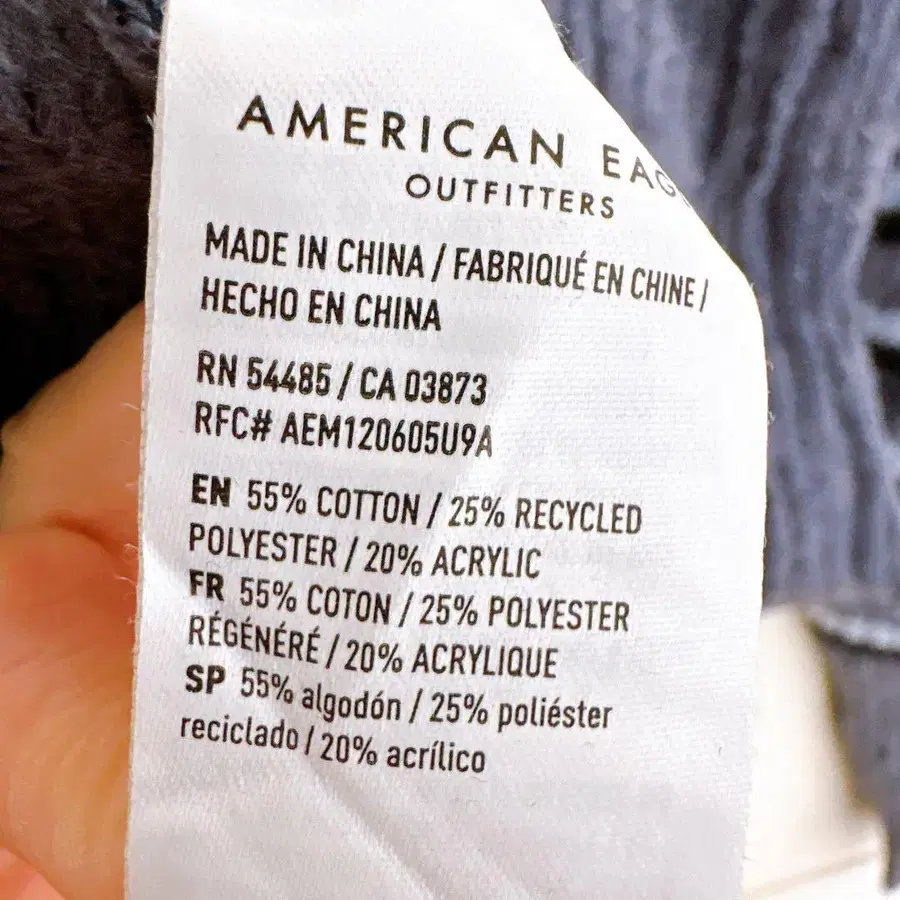 AMERICAN EAG
OUTFITTERS
MADE IN CHINA / FABRIQUÉ EN CHINE /
HECHO EN CHINA
RN 54485 / CA 03873
RFC# AEM120605U9A
EN 55% COTTON / 25% RECYCLED
POLYESTER / 20% ACRYLIC
FR 55% COTON / 25% POLYESTER
RÉGÉNÉRÉ / 20% ACRYLIQUE
SP 55% algodón / 25% poliéster
reciclado / 20% acrílico